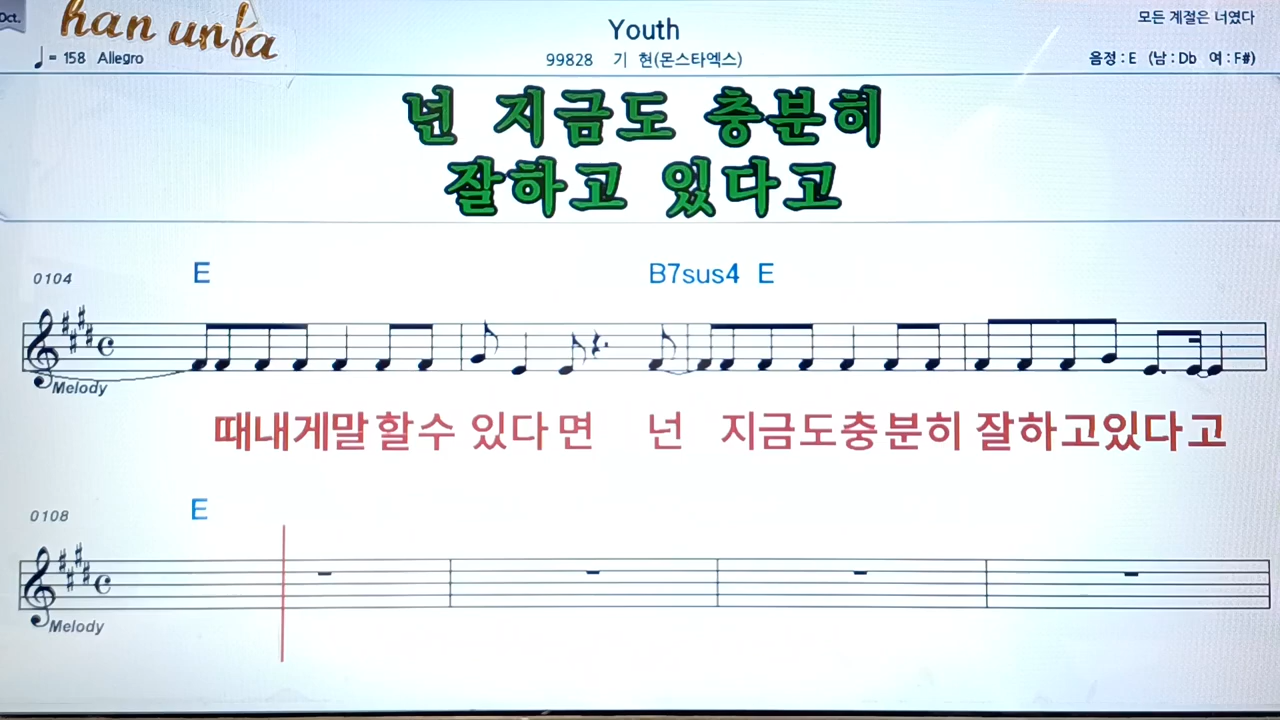 Oct.
han unfa
Youth
모든 계절은 너였다
♩= 158 Allegro
99828 기 현(몬스타엑스)
음정 : E (남 : Db 여 : F#)
넌 지금도 충분히
잘하고 있다고
0104
E B7sus4 E
Melody
때내게말할수 있다면 넌 지금도충분히 잘하고있다고
0108
E
Melody